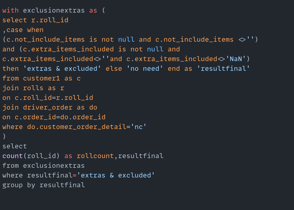 with exclusionextras as (
select r.roll_id
,case when
(c.not_include_items is not null and c.not_include_items <>'')
and (c.extra_items_included is not null and
c.extra_items_included<>''and c.extra_items_included<>'NaN')
then 'extras & excluded' else 'no need' end as 'resultfinal'
from customer1 as c
join rolls as r
on c.roll_id=r.roll_id
join driver_order as do
on c.order_id=do.order_id
where do.customer_order_detail='nc'
)
select
count(roll_id) as rollcount,resultfinal
from exclusionextras
where resultfinal='extras & excluded'
group by resultfinal